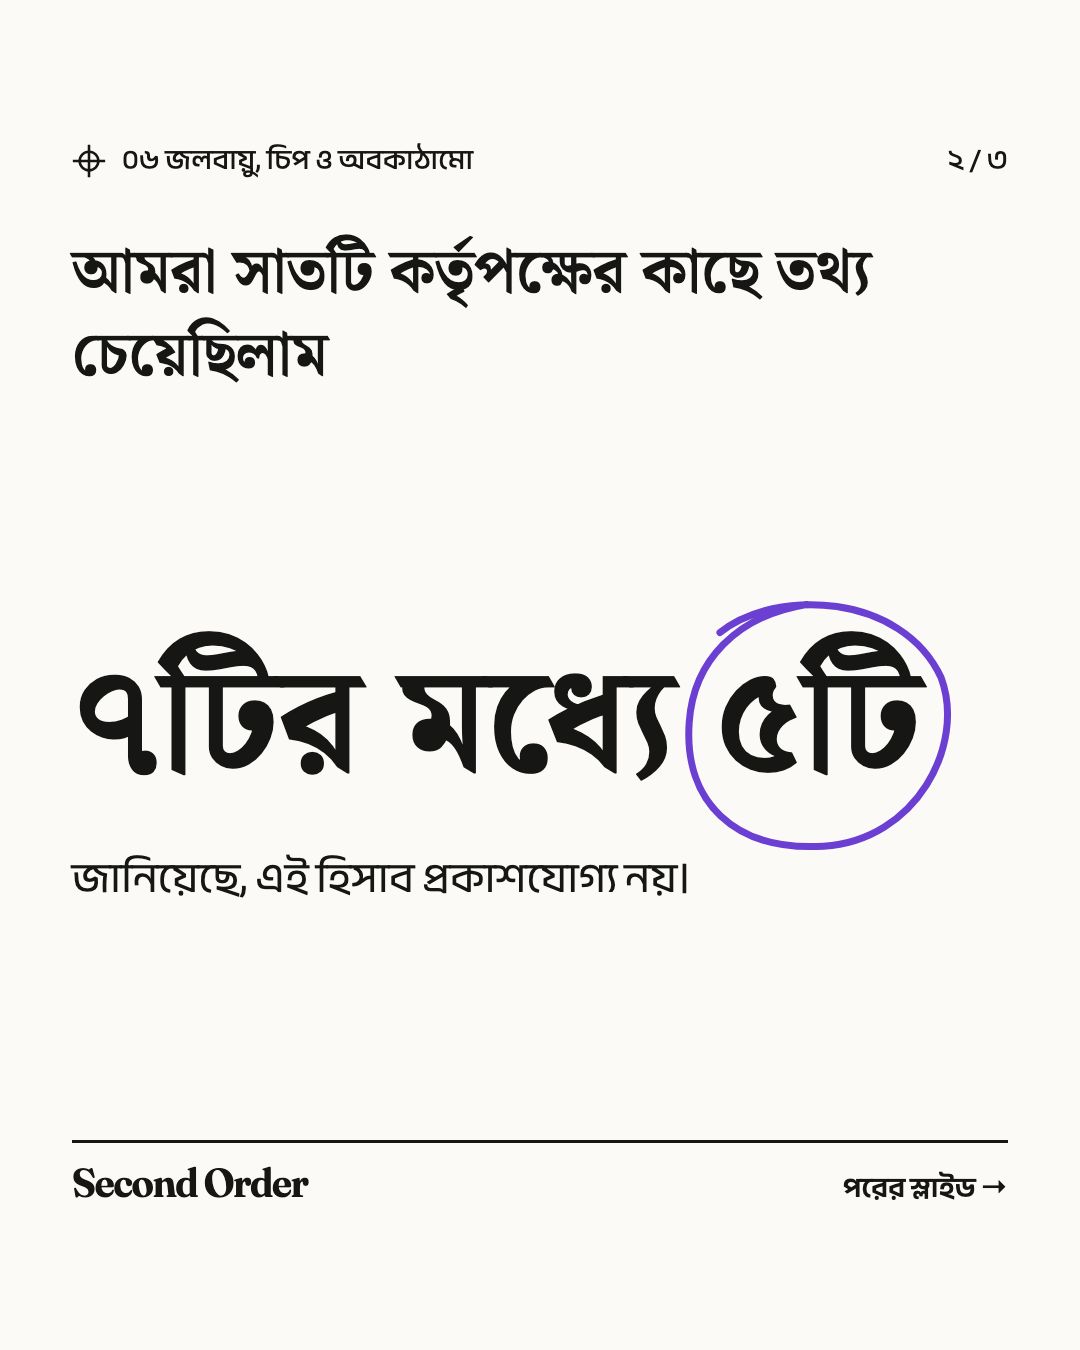 ০৬ জলবায়ু, চিপ ও অবকাঠামো
২ / ৩
আমরা সাতটি কর্তৃপক্ষের কাছে তথ্য
চেয়েছিলাম
৭টির মধ্যে ৫টি
জানিয়েছে, এই হিসাব প্রকাশযোগ্য নয়।
Second Order
পরের স্লাইড →